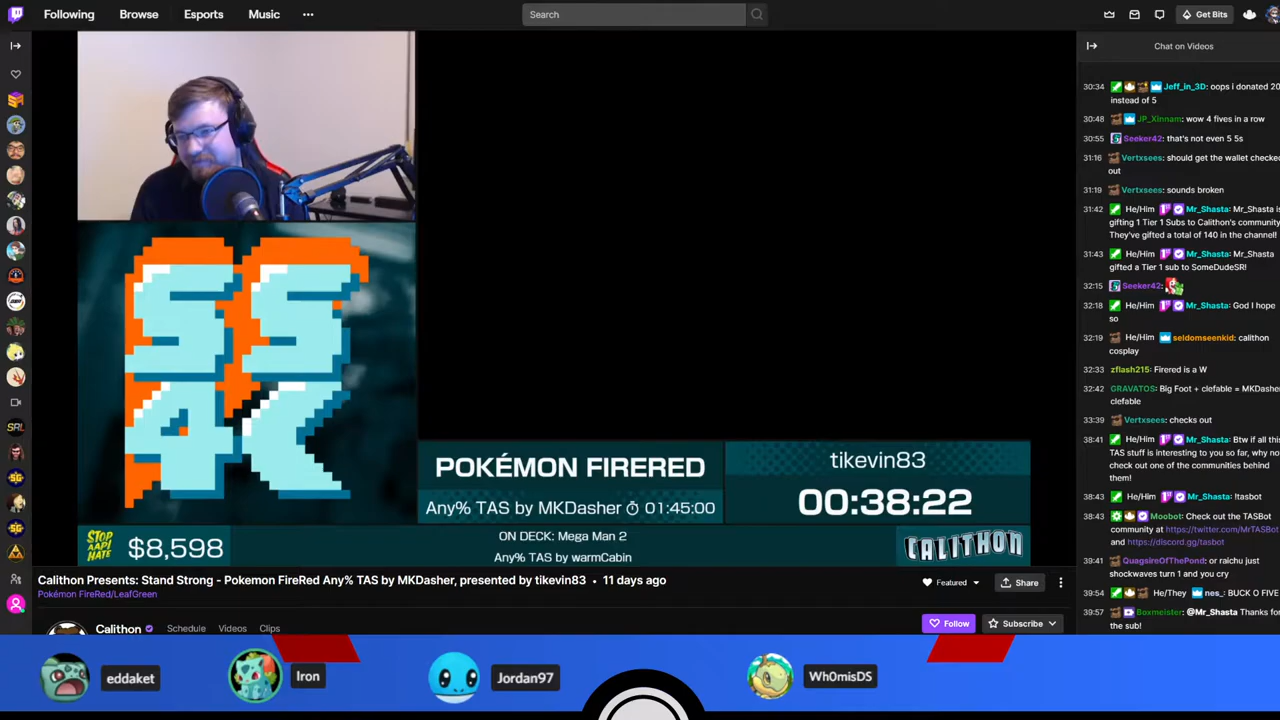 Following
Browse
Esports
Music
Search
Get Bits
Chat on Videos
30:34 Jeff_in_3D: oops i donated 20
instead of 5
30:48 JP_Xinnam: wow 4 fives in a row
30:55 Seeker42: that's not even 5 5s
31:16 Vertxsees: should get the wallet checked
out
31:19 Vertxsees: sounds broken
31:42 He/Him Mr_Shasta: Mr_Shasta is
gifting 1 Tier 1 Subs to Calithon's community!
They've gifted a total of 140 in the channel!
31:43 He/Him Mr_Shasta: Mr_Shasta
gifted a Tier 1 sub to SomeDudeSR!
32:15 Seeker42:
32:18 He/Him Mr_Shasta: God I hope
so
32:19 He/Him seldomseenkid: calithon
cosplay
32:33 zflash215: Firered is a W
32:42 GRAVATOS: Big Foot + clefable = MKDasher
clefable
33:39 Vertxsees: checks out
38:41 He/Him Mr_Shasta: Btw if all this
TAS stuff is interesting to you so far, why not
check out one of the communities behind
them!
38:43 He/Him Mr_Shasta: !tasbot
38:43 Moobot: Check out the TASBot
community at https://twitter.com/MrTASBot
and https://discord.gg/tasbot
39:41 QuagsireOfThePond: or raichu just
shockwaves turn 1 and you cry
39:54 He/They nes_: BUCK O FIVE
39:57 Boxmeister: @Mr_Shasta Thanks for
the sub!
SS
4K
POKÉMON FIRERED
Any% TAS by MKDasher 01:45:00
tikevin83
00:38:22
STOP
AAPI
HATE
$8,598
ON DECK: Mega Man 2
Any% TAS by warmCabin
CALITHON
Calithon Presents: Stand Strong - Pokemon FireRed Any% TAS by MKDasher, presented by tikevin83 • 11 days ago
Pokémon FireRed/LeafGreen
Featured
Share
Calithon
Schedule
Videos
Clips
Follow
Subscribe
eddaket
Iron
Jordan97
Wh0misDS